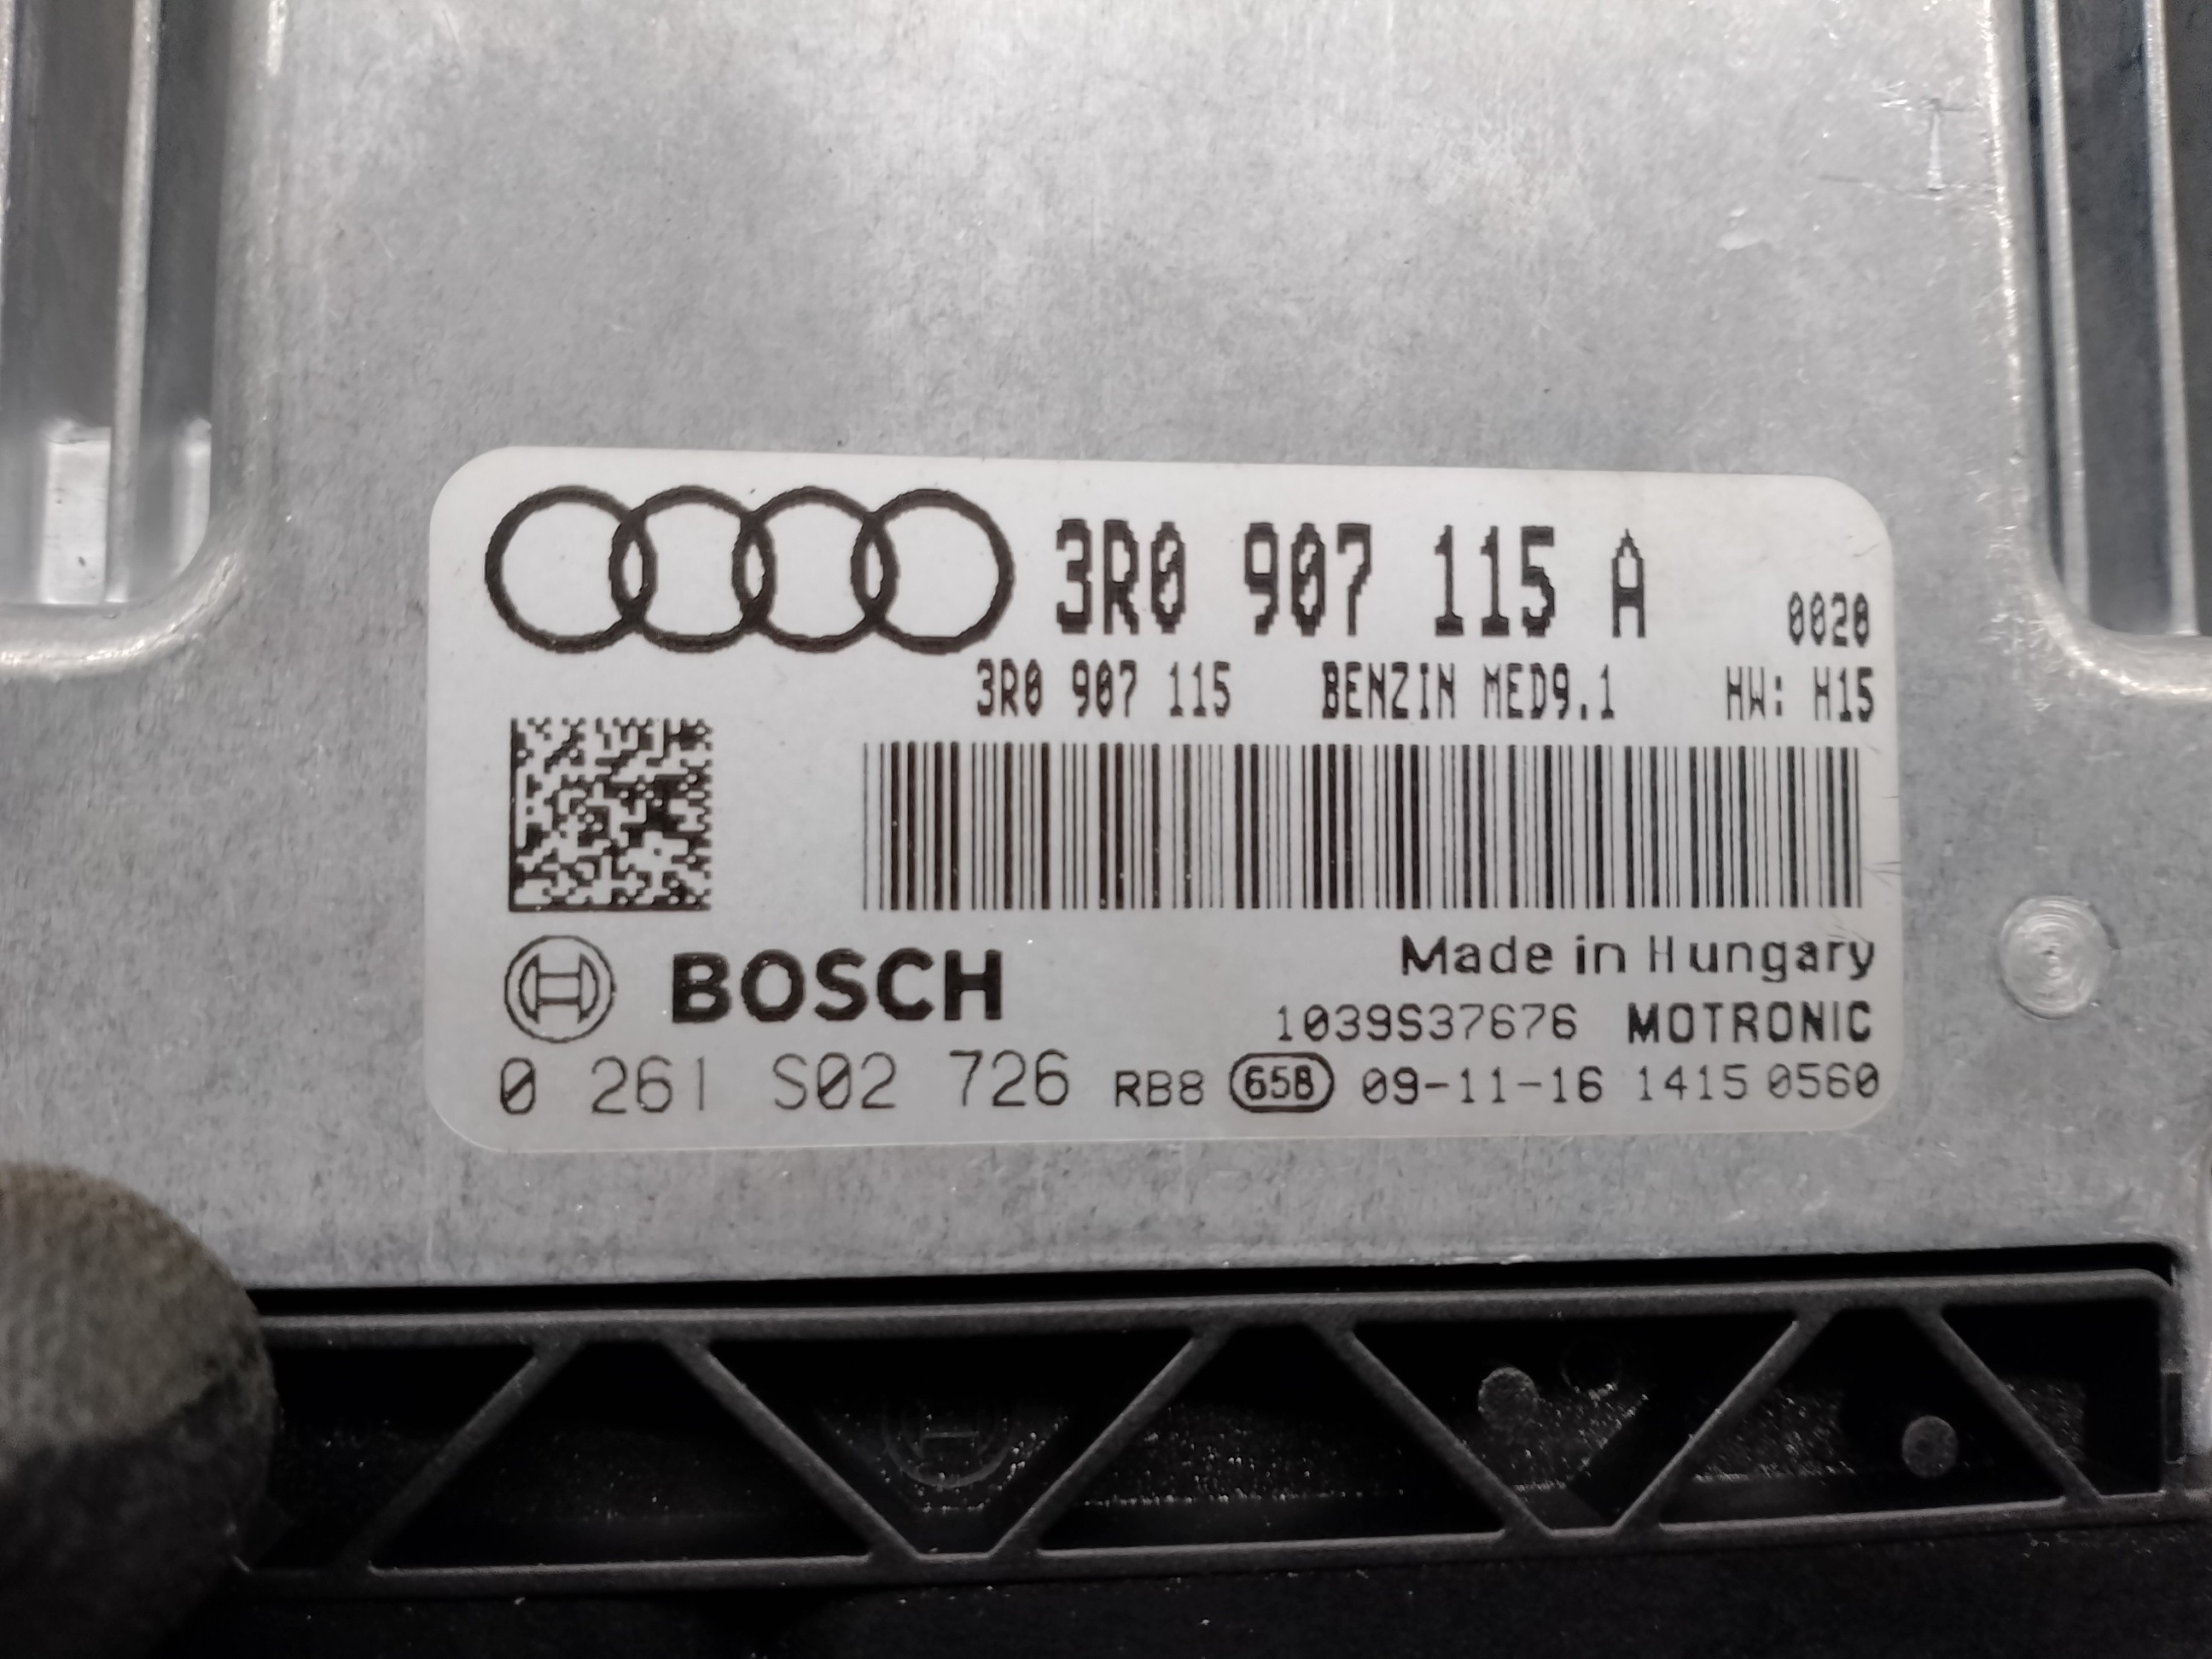 3R0 907 115 A 0020
3R0 907 115 BENZIN MED9.1 HW: H15
BOSCH Made in Hungary
1039S37676 MOTRONIC
0 261 S02 726 RB8 65B 09-11-16 1415 0560